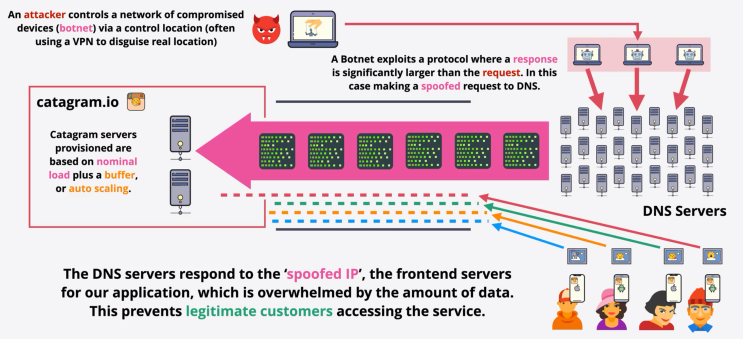 An attacker controls a network of compromised
devices (botnet) via a control location (often
using a VPN to disguise real location)
A Botnet exploits a protocol where a response
is significantly larger than the request. In this
case making a spoofed request to DNS.
catagram.io
Catagram servers
provisioned are
based on nominal
load plus a buffer,
or auto scaling.
DNS Servers
The DNS servers respond to the ‘spoofed IP’, the frontend servers
for our application, which is overwhelmed by the amount of data.
This prevents legitimate customers accessing the service.